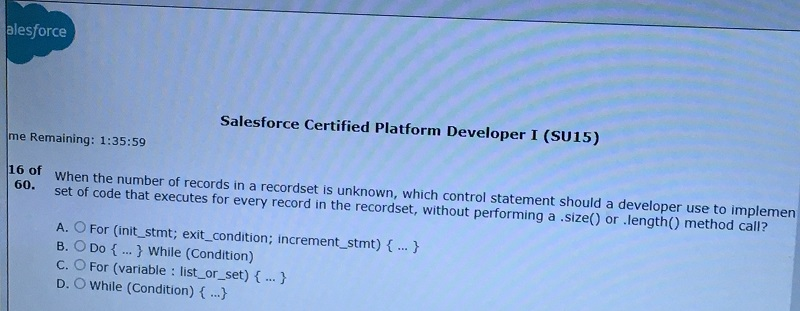 alesforce
Salesforce Certified Platform Developer I (SU15)
me Remaining: 1:35:59
16 of
60.
When the number of records in a recordset is unknown, which control statement should a developer use to implemen
set of code that executes for every record in the recordset, without performing a .size() or .length() method call?
A. For (init_stmt; exit_condition; increment_stmt) { ... }
B. Do { ... } While (Condition)
C. For (variable : list_or_set) { ... }
D. While (Condition) { ...}